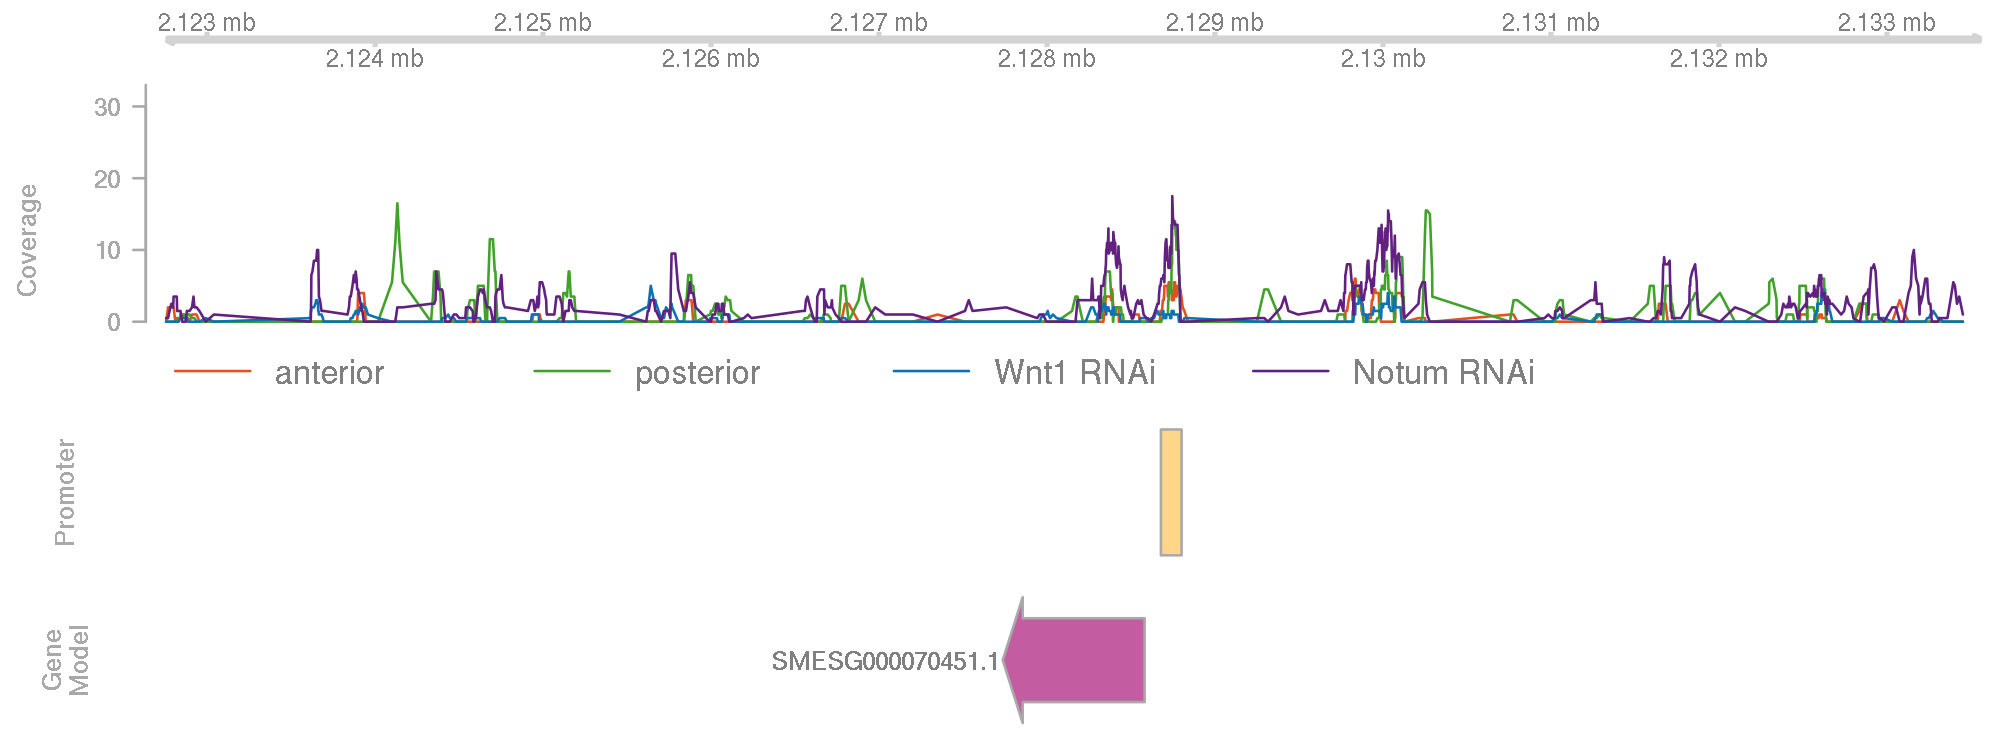 2.123 mb 2.125 mb 2.127 mb 2.129 mb 2.131 mb 2.133 mb
2.124 mb 2.126 mb 2.128 mb 2.13 mb 2.132 mb
Coverage
30
20
10
0
anterior posterior Wnt1 RNAi Notum RNAi
Promoter
Gene
Model
SMESG000070451.1